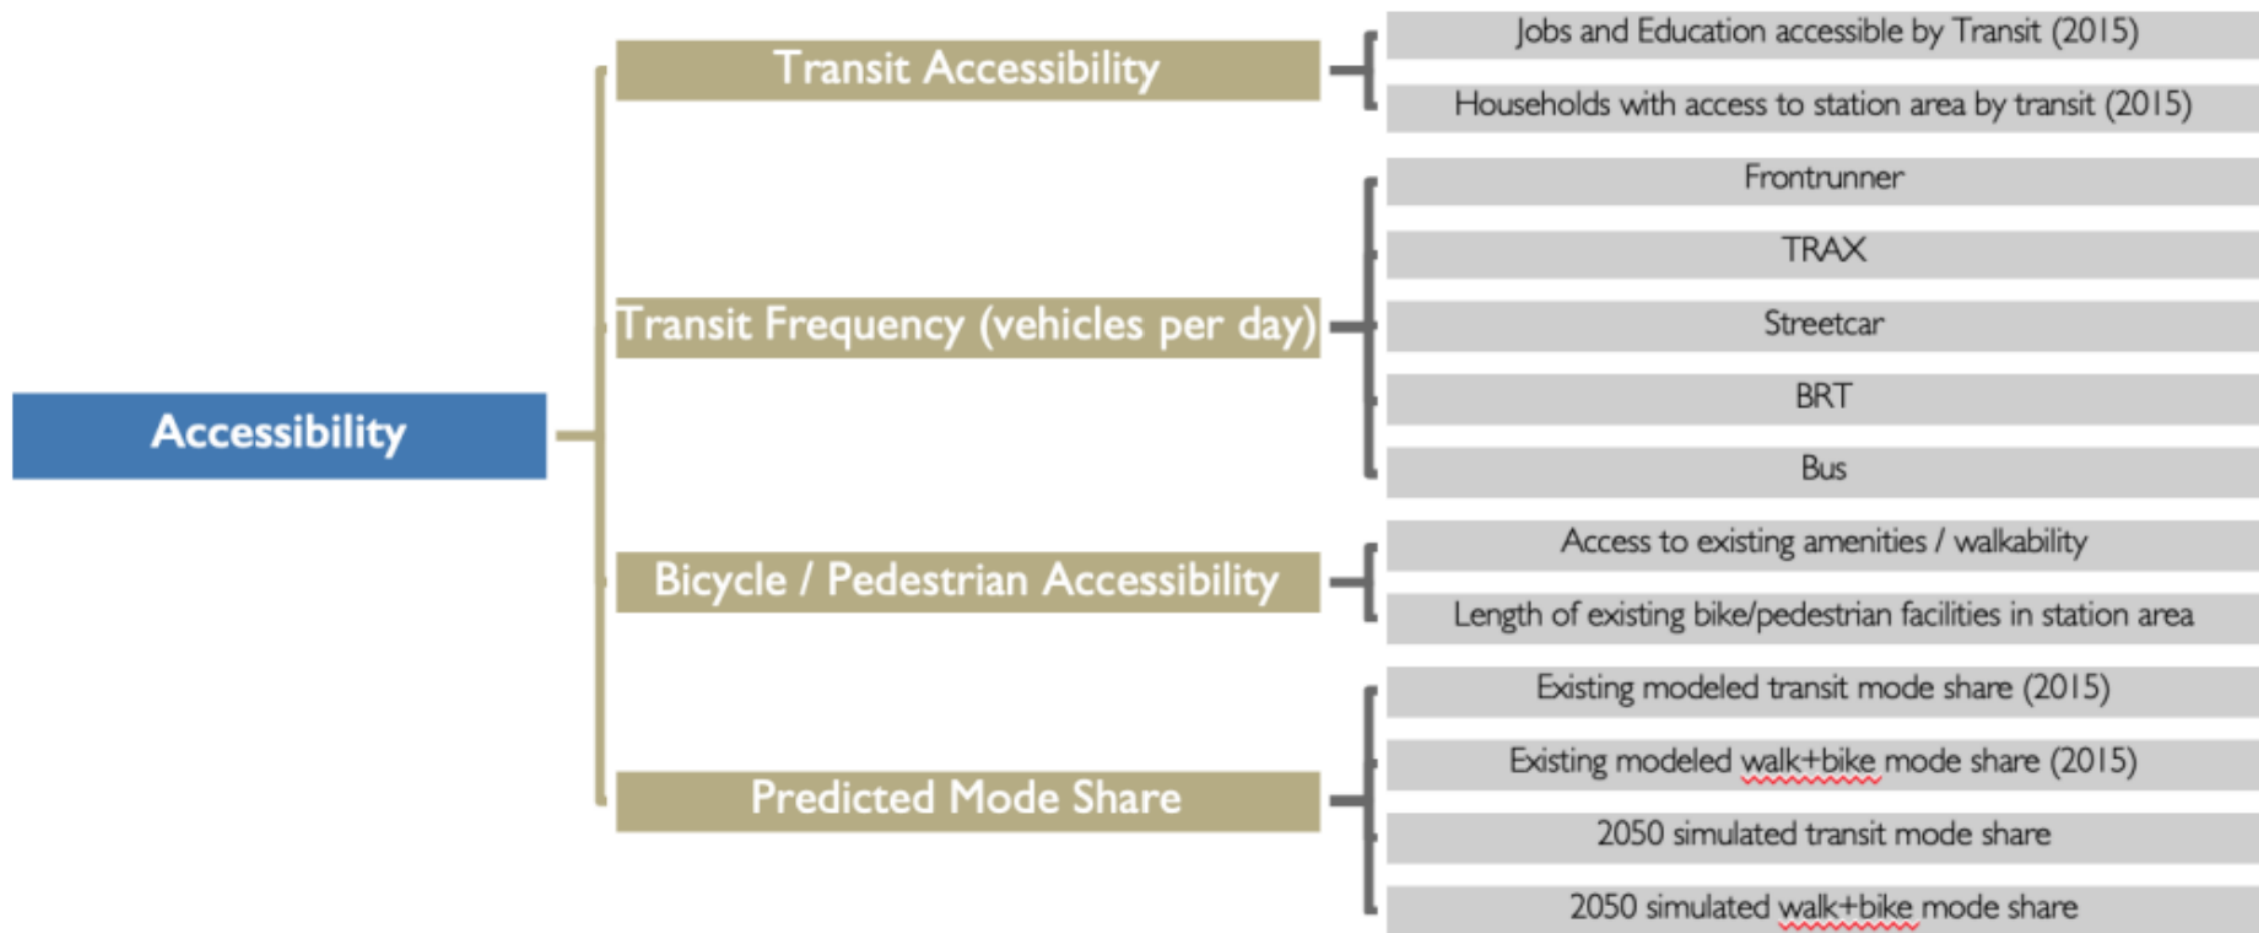 Accessibility
Transit Accessibility
Jobs and Education accessible by Transit (2015)
Households with access to station area by transit (2015)
Transit Frequency (vehicles per day)
Frontrunner
TRAX
Streetcar
BRT
Bus
Bicycle / Pedestrian Accessibility
Access to existing amenities / walkability
Length of existing bike/pedestrian facilities in station area
Predicted Mode Share
Existing modeled transit mode share (2015)
Existing modeled walk+bike mode share (2015)
2050 simulated transit mode share
2050 simulated walk+bike mode share